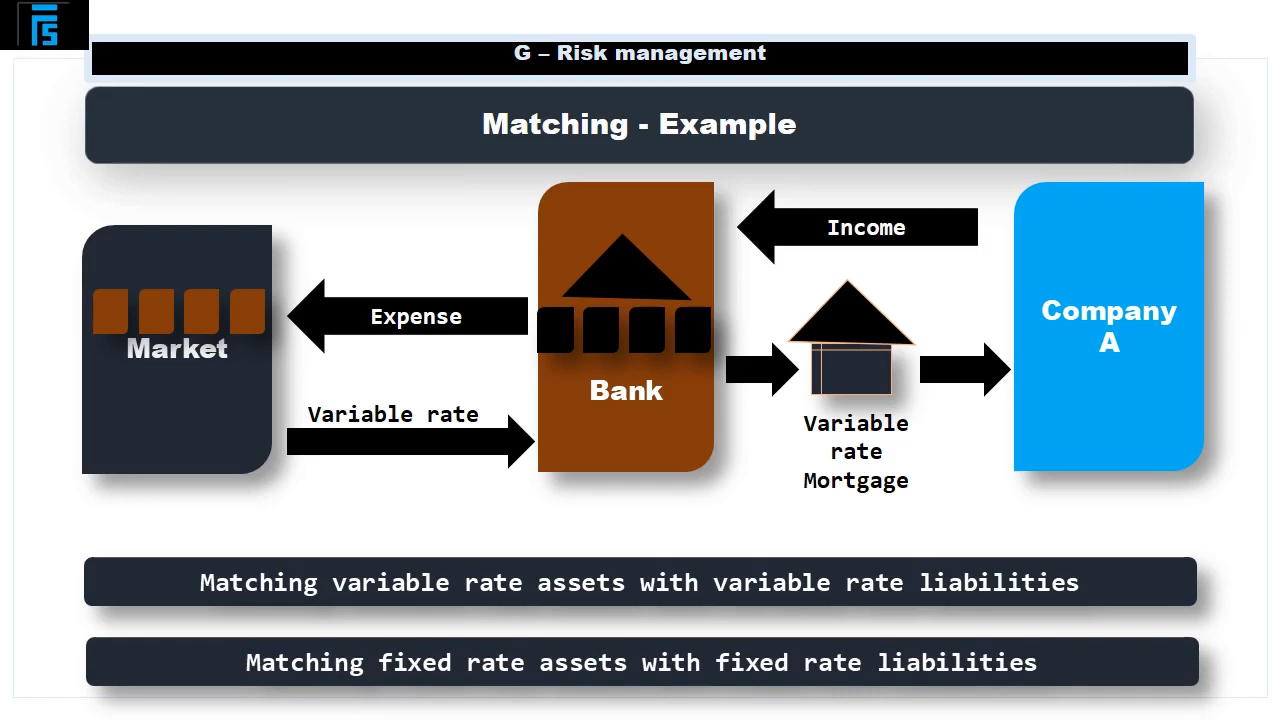 G – Risk management
Matching - Example
Income
Expense
Market
Company
A
Bank
Variable rate
Variable
rate
Mortgage
Matching variable rate assets with variable rate liabilities
Matching fixed rate assets with fixed rate liabilities